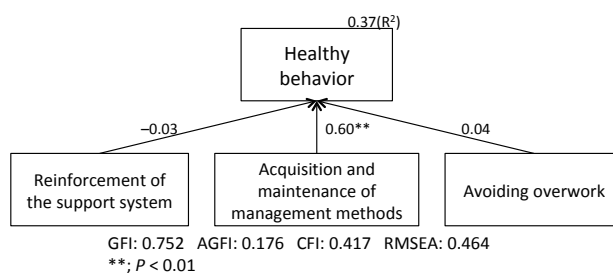 0.37(R²)
Healthy
behavior
–0.03
0.60**
0.04
Reinforcement of
the support system
Acquisition and
maintenance of
management methods
Avoiding overwork
GFI: 0.752 AGFI: 0.176 CFI: 0.417 RMSEA: 0.464
**; P < 0.01